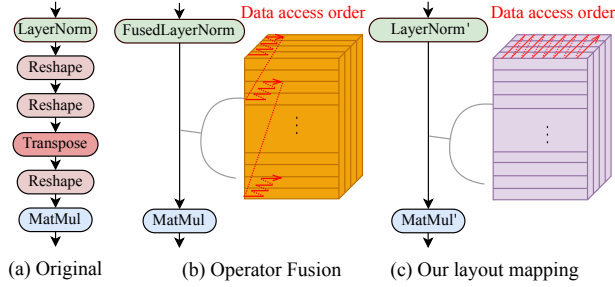 LayerNorm
Reshape
Reshape
Transpose
Reshape
MatMul
(a) Original
Data access order
FusedLayerNorm
⋮
MatMul
(b) Operator Fusion
Data access order
LayerNorm'
⋮
MatMul'
(c) Our layout mapping